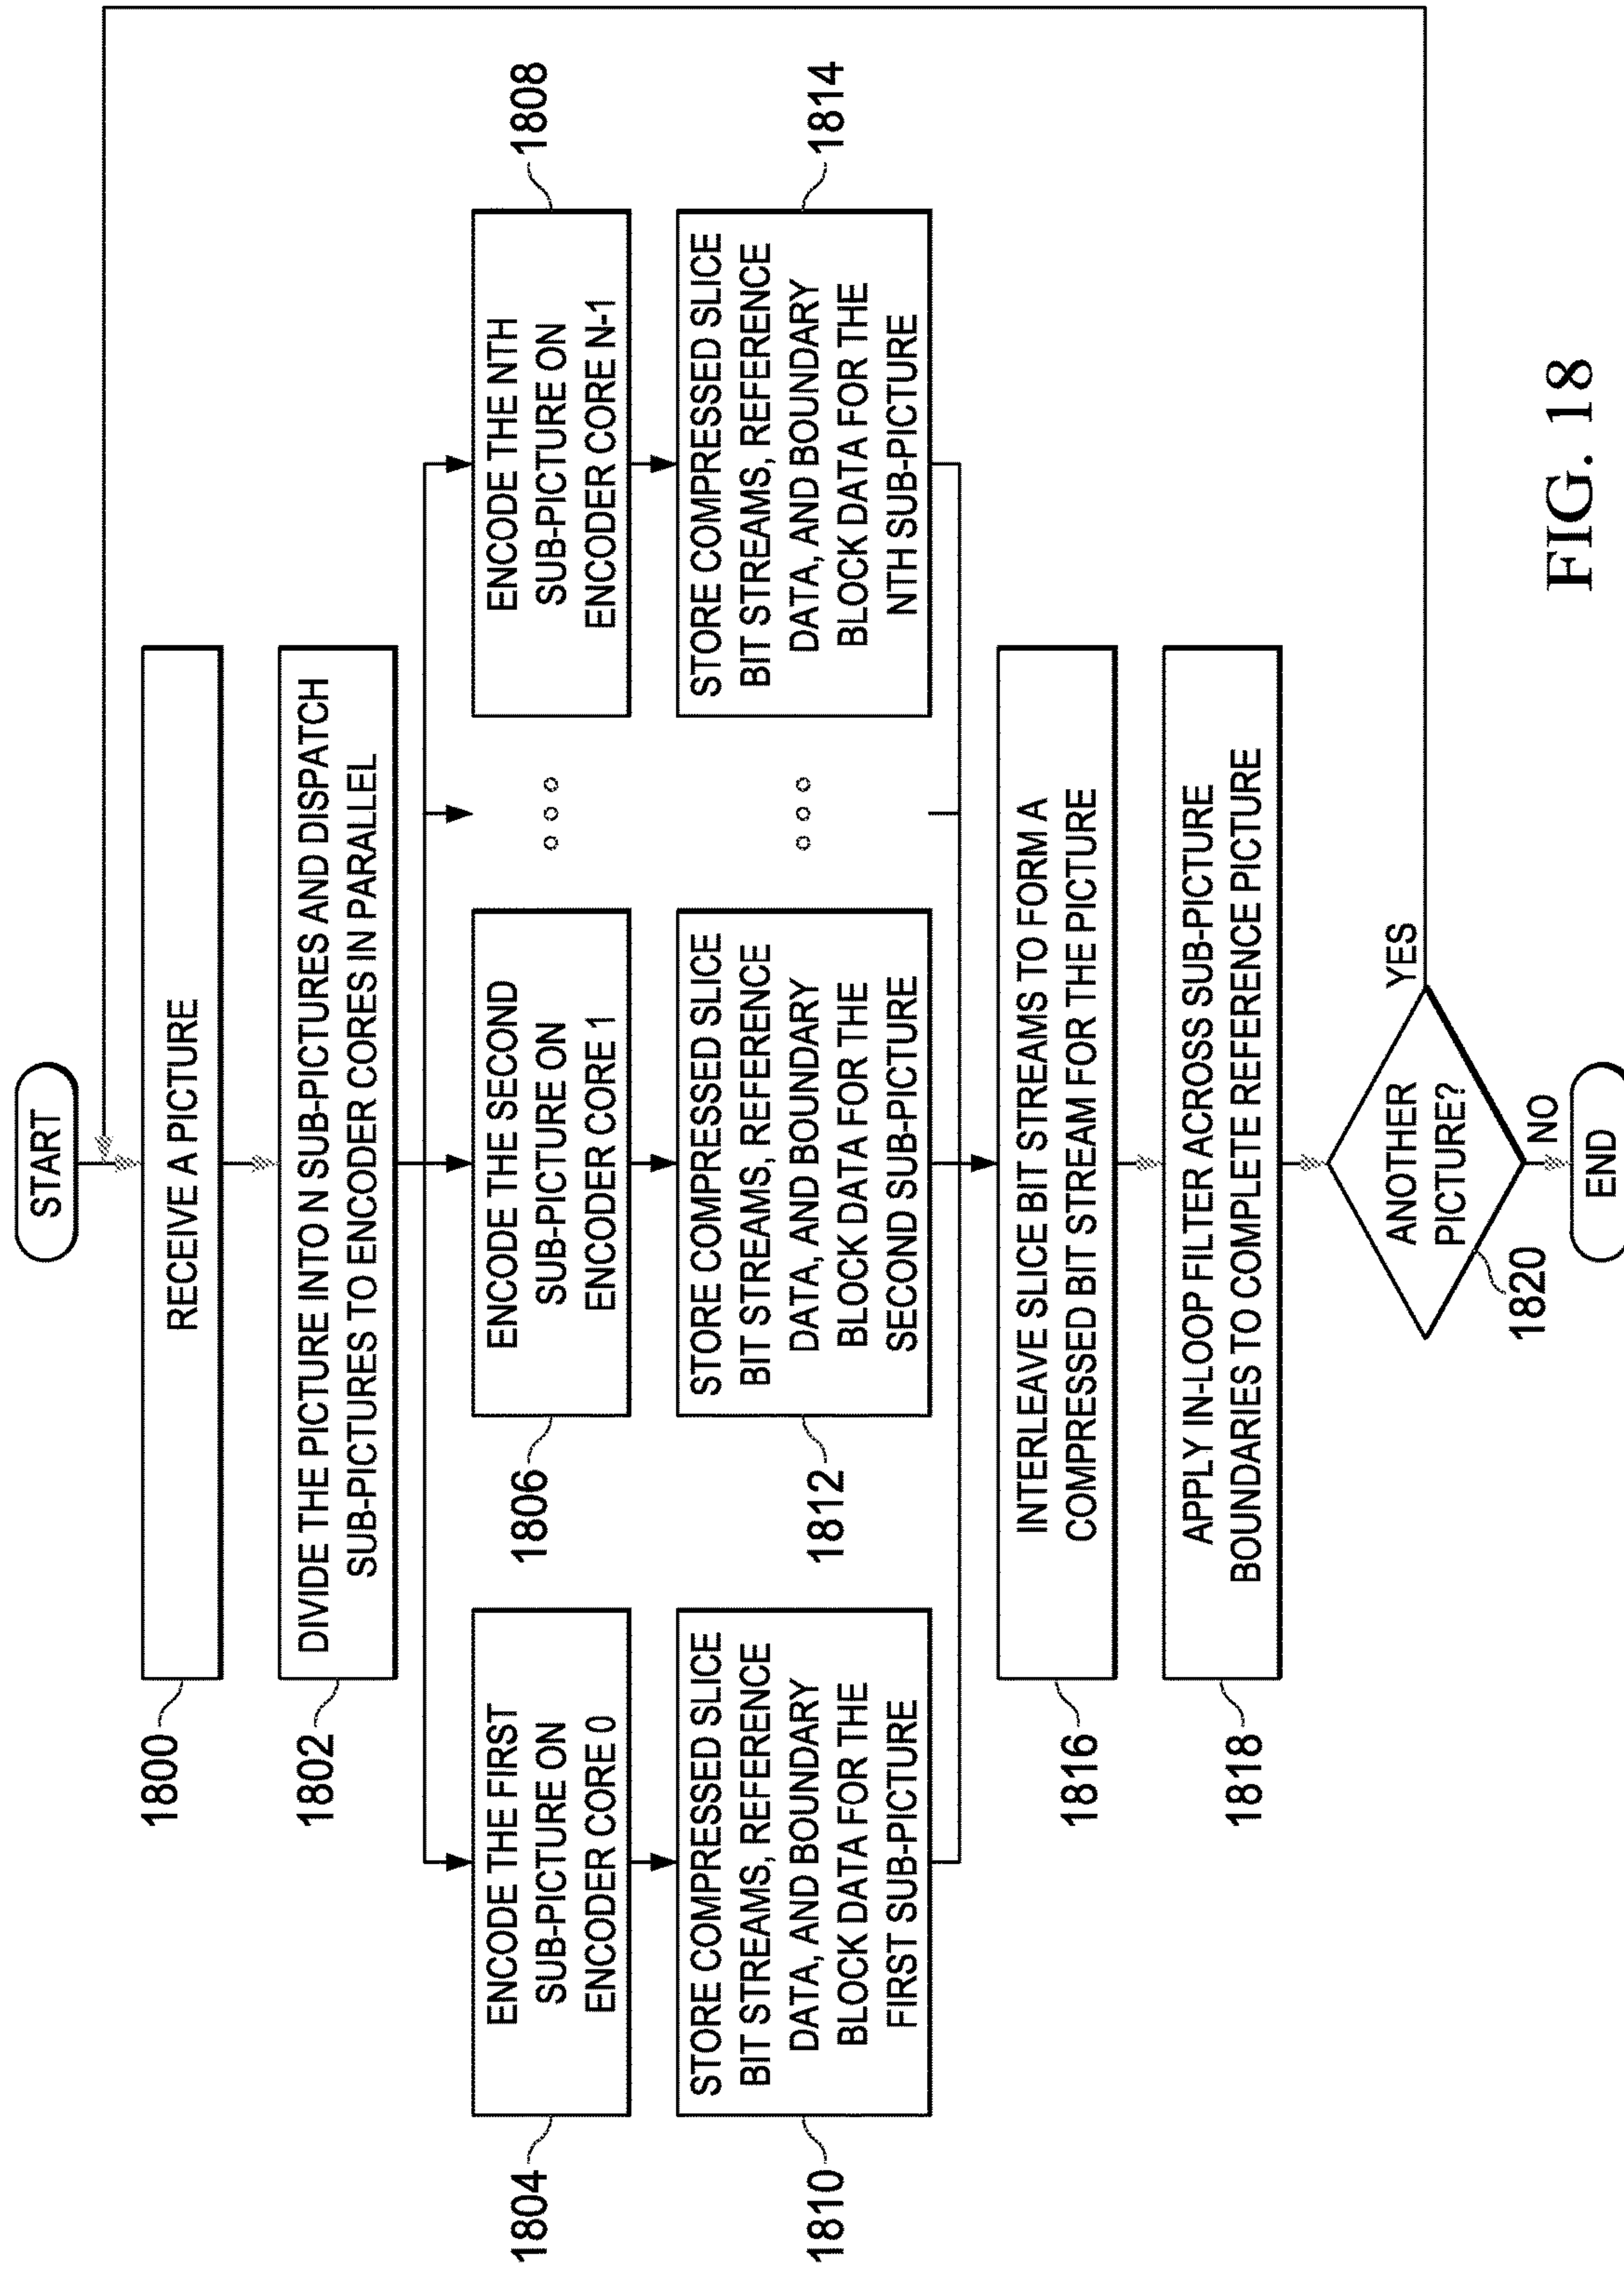 START
1800
RECEIVE A PICTURE
1802
DIVIDE THE PICTURE INTO N SUB-PICTURES AND DISPATCH
SUB-PICTURES TO ENCODER CORES IN PARALLEL
1804
ENCODE THE FIRST
SUB-PICTURE ON
ENCODER CORE 0
1806
ENCODE THE SECOND
SUB-PICTURE ON
ENCODER CORE 1
1808
ENCODE THE NTH
SUB-PICTURE ON
ENCODER CORE N-1
1810
STORE COMPRESSED SLICE
BIT STREAMS, REFERENCE
DATA, AND BOUNDARY
BLOCK DATA FOR THE
FIRST SUB-PICTURE
1812
STORE COMPRESSED SLICE
BIT STREAMS, REFERENCE
DATA, AND BOUNDARY
BLOCK DATA FOR THE
SECOND SUB-PICTURE
1814
STORE COMPRESSED SLICE
BIT STREAMS, REFERENCE
DATA, AND BOUNDARY
BLOCK DATA FOR THE
NTH SUB-PICTURE
1816
INTERLEAVE SLICE BIT STREAMS TO FORM A
COMPRESSED BIT STREAM FOR THE PICTURE
1818
APPLY IN-LOOP FILTER ACROSS SUB-PICTURE
BOUNDARIES TO COMPLETE REFERENCE PICTURE
ANOTHER
PICTURE?
YES
1820
NO
END
FIG. 18